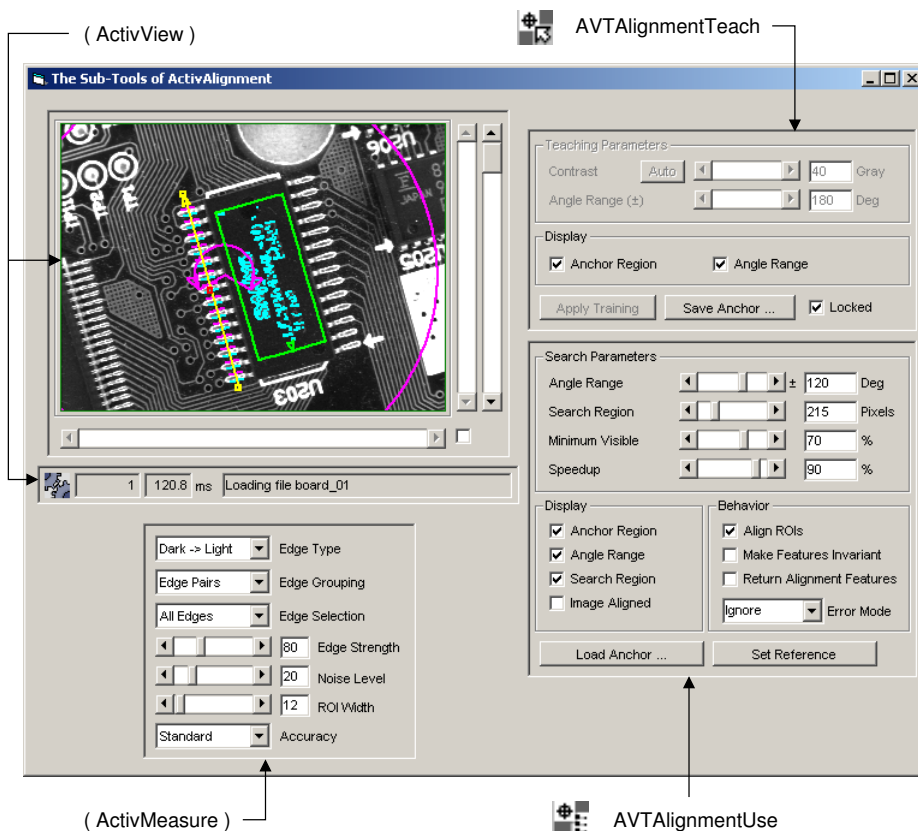 ( ActivView )
AVTAlignmentTeach
The Sub-Tools of ActivAlignment
Teaching Parameters
Contrast Auto 40 Gray
Angle Range (±) 180 Deg
Display
Anchor Region Angle Range
Apply Training Save Anchor ... Locked
U206
JAPAN
U205
U203
Search Parameters
Angle Range ± 120 Deg
Search Region 215 Pixels
Minimum Visible 70 %
Speedup 90 %
1 120.8 ms Loading file board_01
Display
Anchor Region
Angle Range
Search Region
Image Aligned
Behavior
Align ROIs
Make Features Invariant
Return Alignment Features
Ignore Error Mode
Load Anchor ... Set Reference
Dark -> Light Edge Type
Edge Pairs Edge Grouping
All Edges Edge Selection
80 Edge Strength
20 Noise Level
12 ROI Width
Standard Accuracy
( ActivMeasure )
AVTAlignmentUse